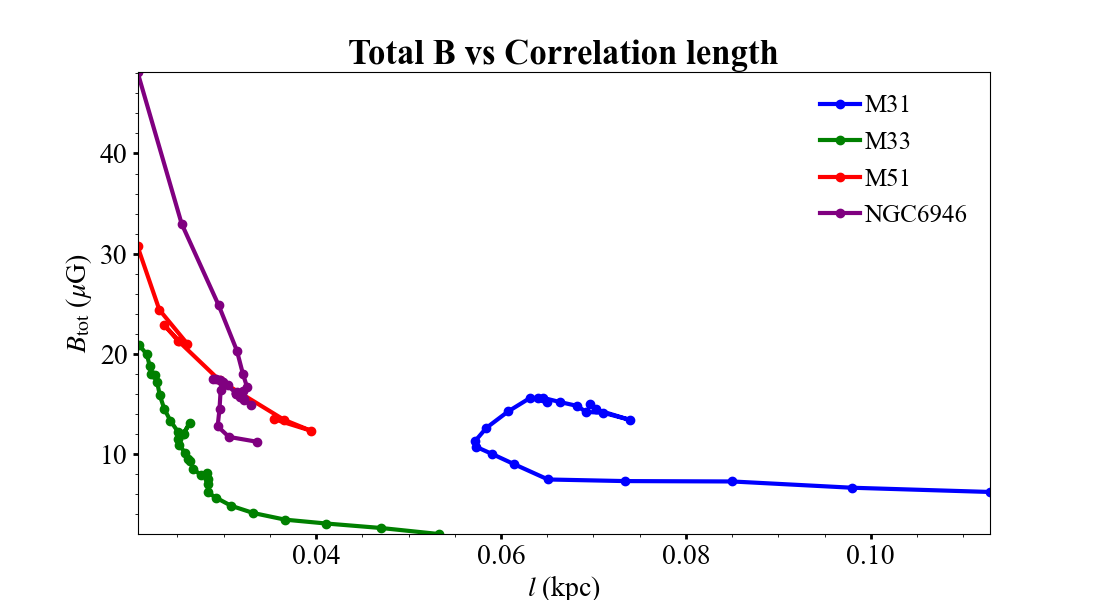 Total B vs Correlation length
M31
M33
M51
NGC6946
40
30
20
10
B_tot (μG)
0.04
0.06
0.08
0.10
l (kpc)